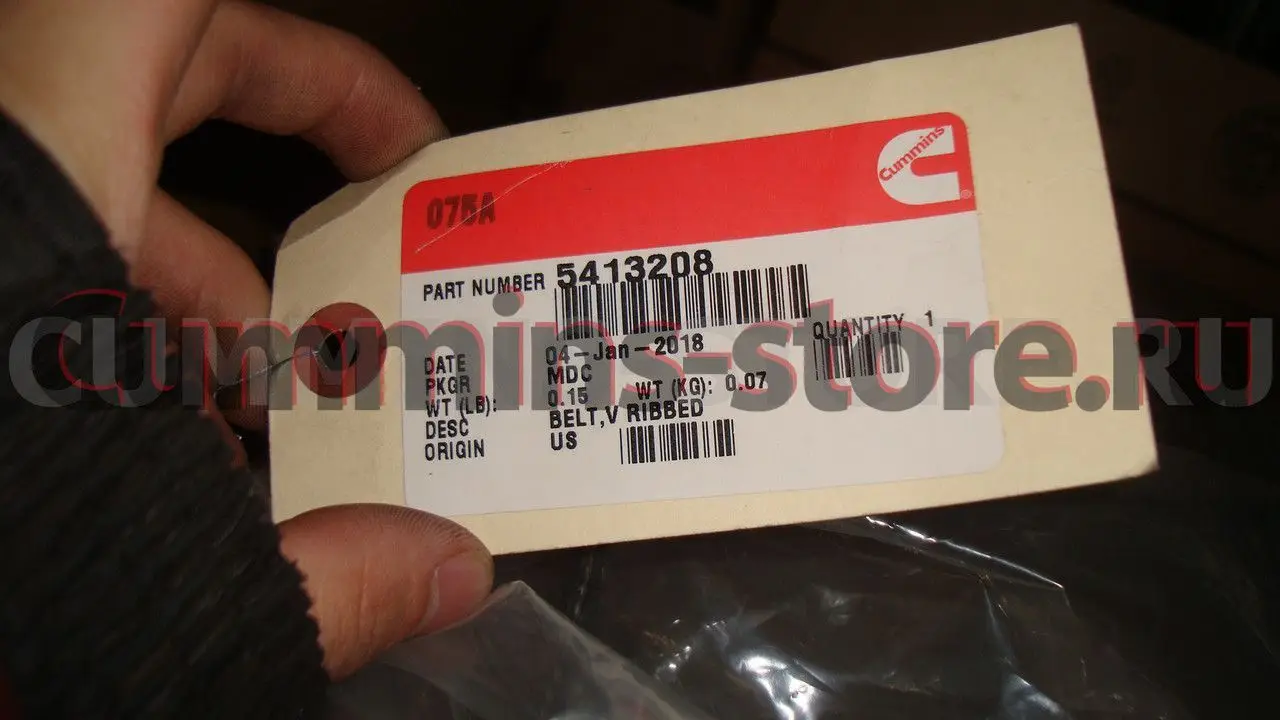 075A
Cummins
PART NUMBER 5413208
QUANTITY 1
DATE 04-Jan-2018
PKGR MDC
WT (LB): 0.15 WT (KG): 0.07
DESC BELT,V RIBBED
ORIGIN US
cummins-store.RU